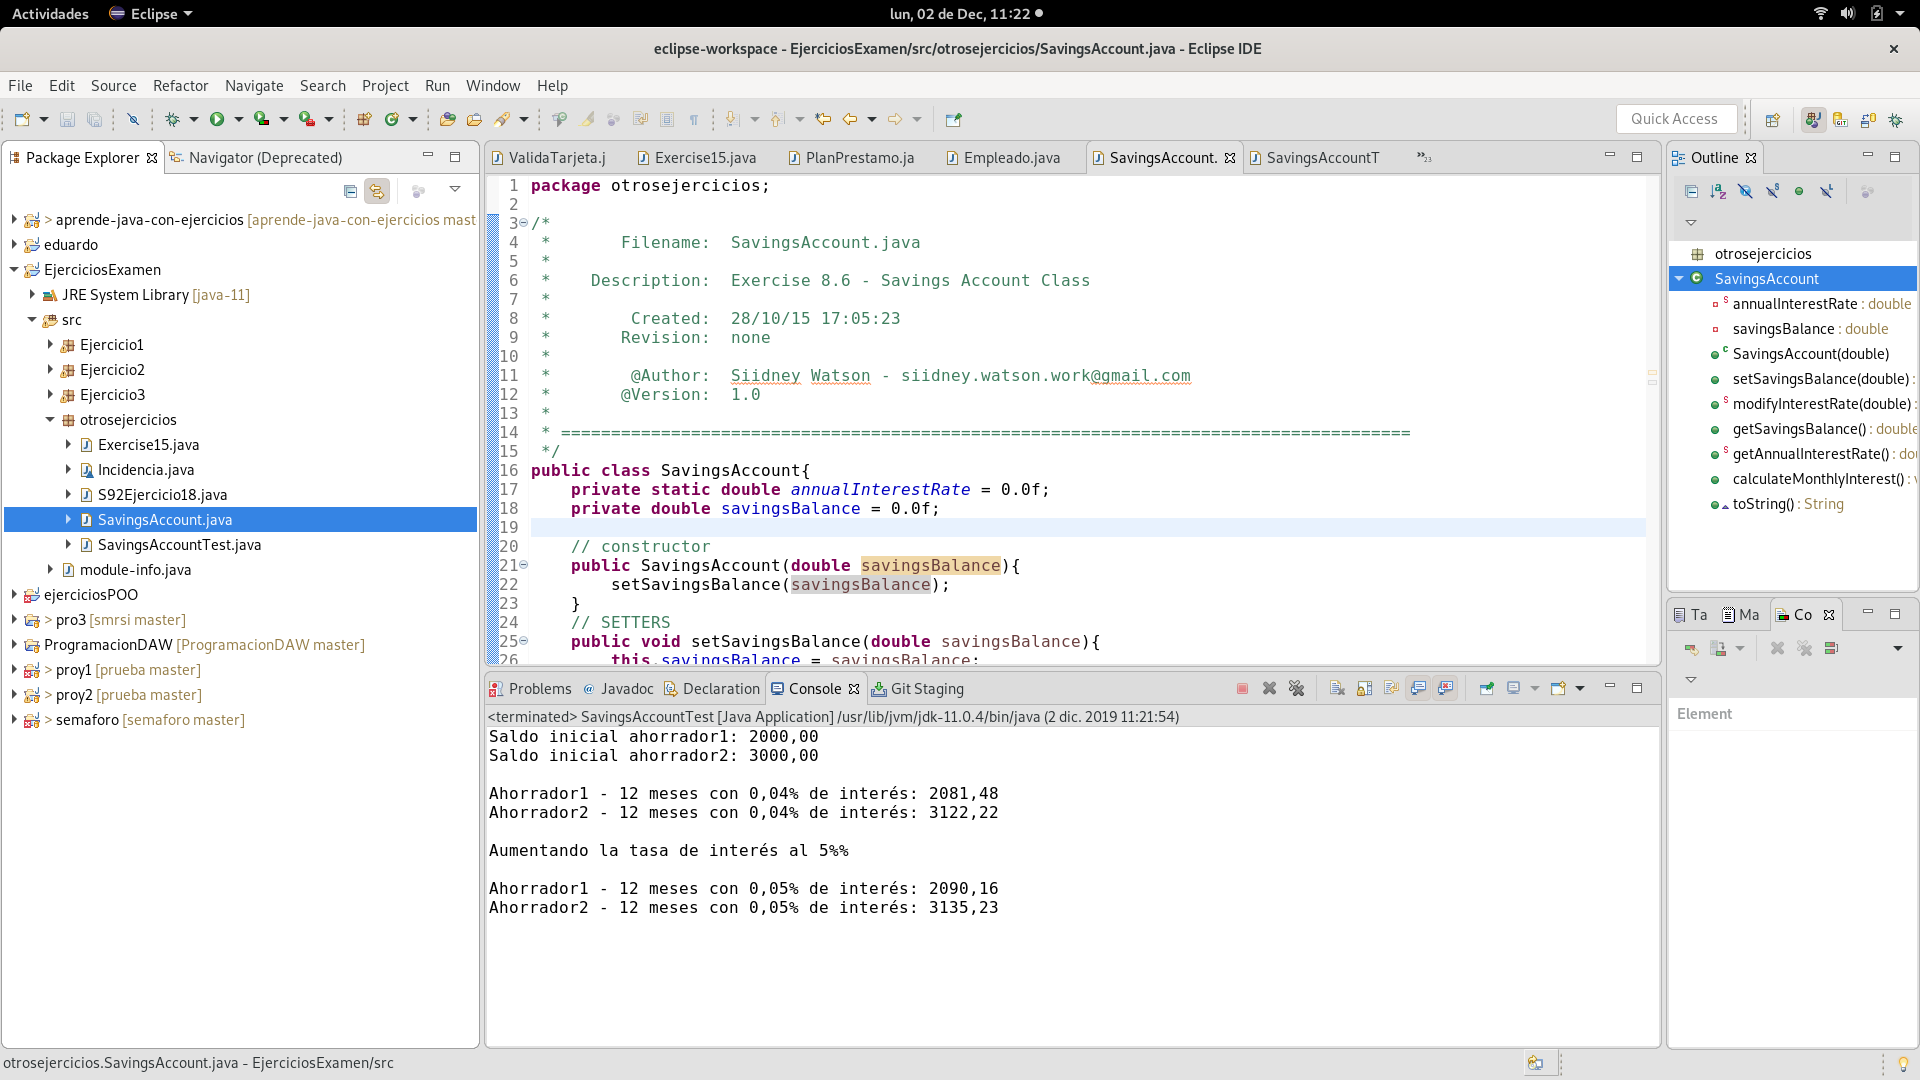 Actividades
Eclipse
lun, 02 de Dec, 11:22
eclipse-workspace - EjerciciosExamen/src/otrosejercicios/SavingsAccount.java - Eclipse IDE
File Edit Source Refactor Navigate Search Project Run Window Help
Quick Access
Package Explorer
Navigator (Deprecated)
> aprende-java-con-ejercicios [aprende-java-con-ejercicios mast
eduardo
EjerciciosExamen
JRE System Library [java-11]
src
Ejercicio1
Ejercicio2
Ejercicio3
otrosejercicios
Exercise15.java
Incidencia.java
S92Ejercicio18.java
SavingsAccount.java
SavingsAccountTest.java
module-info.java
ejerciciosPOO
> pro3 [smrsi master]
ProgramacionDAW [ProgramacionDAW master]
> proy1 [prueba master]
> proy2 [prueba master]
> semaforo [semaforo master]
ValidaTarjeta.j Exercise15.java PlanPrestamo.ja Empleado.java SavingsAccount. SavingsAccountT »23
1 package otrosejercicios;
2
3 /*
4 * Filename: SavingsAccount.java
5 *
6 * Description: Exercise 8.6 - Savings Account Class
7 *
8 * Created: 28/10/15 17:05:23
9 * Revision: none
10 *
11 * @Author: Siidney Watson - siidney.watson.work@gmail.com
12 * @Version: 1.0
13 *
14 * =====================================================================================
15 */
16 public class SavingsAccount{
17 private static double annualInterestRate = 0.0f;
18 private double savingsBalance = 0.0f;
19
20 // constructor
21 public SavingsAccount(double savingsBalance){
22 setSavingsBalance(savingsBalance);
23 }
24 // SETTERS
25 public void setSavingsBalance(double savingsBalance){
26 this.savingsBalance = savingsBalance;
Problems Javadoc Declaration Console Git Staging
<terminated> SavingsAccountTest [Java Application] /usr/lib/jvm/jdk-11.0.4/bin/java (2 dic. 2019 11:21:54)
Saldo inicial ahorrador1: 2000,00
Saldo inicial ahorrador2: 3000,00
Ahorrador1 - 12 meses con 0,04% de interés: 2081,48
Ahorrador2 - 12 meses con 0,04% de interés: 3122,22
Aumentando la tasa de interés al 5%%
Ahorrador1 - 12 meses con 0,05% de interés: 2090,16
Ahorrador2 - 12 meses con 0,05% de interés: 3135,23
Outline
otrosejercicios
SavingsAccount
annualInterestRate : double
savingsBalance : double
SavingsAccount(double)
setSavingsBalance(double) :
modifyInterestRate(double) :
getSavingsBalance() : double
getAnnualInterestRate() : dou
calculateMonthlyInterest() : v
toString() : String
Ta Ma Co
Element
otrosejercicios.SavingsAccount.java - EjerciciosExamen/src